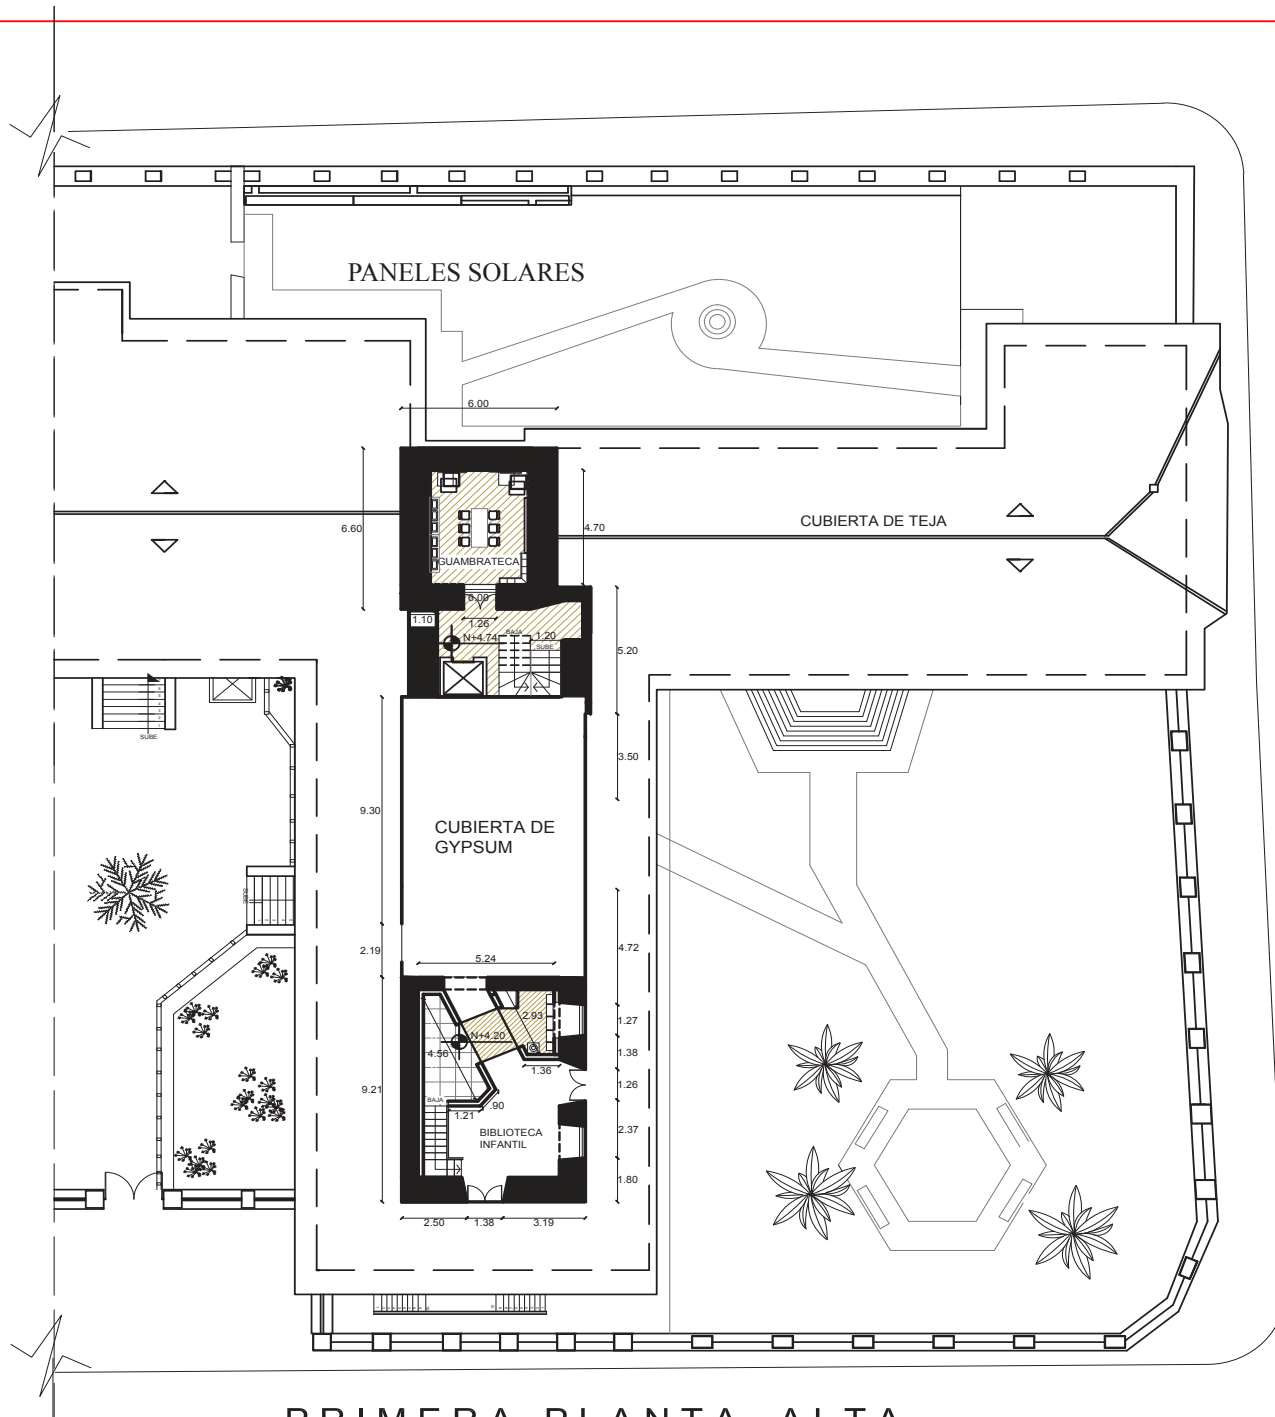 PANELES SOLARES
6.00
6.60
4.70
CUBIERTA DE TEJA
GUAMBRATECA
6.00
1.10
1.26
BAJA
1.20
N+4.74
SUBE
5.20
SUBE
3.50
9.30
CUBIERTA DE
GYPSUM
SUBE
2.19
4.72
5.24
2.93
1.27
N+4.20
4.56
1.38
1.36
1.26
9.21
BAJA
.90
1.21
2.37
BIBLIOTECA
INFANTIL
1.80
2.50
1.38
3.19
PRIMERA PLANTA ALTA